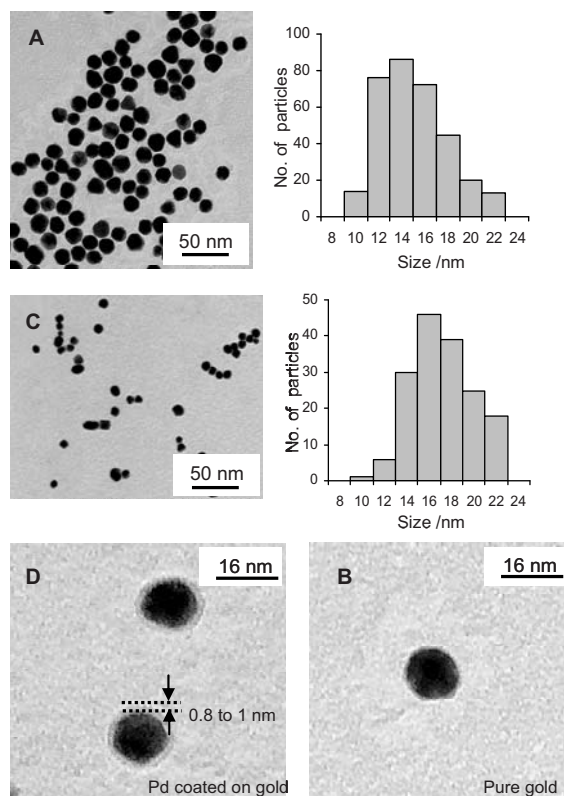 A
50 nm
No. of particles
100
80
60
40
20
0
8 10 12 14 16 18 20 22 24
Size /nm
C
50 nm
No. of particles
50
40
30
20
10
0
8 10 12 14 16 18 20 22 24
Size /nm
D
16 nm
0.8 to 1 nm
Pd coated on gold
B
16 nm
Pure gold